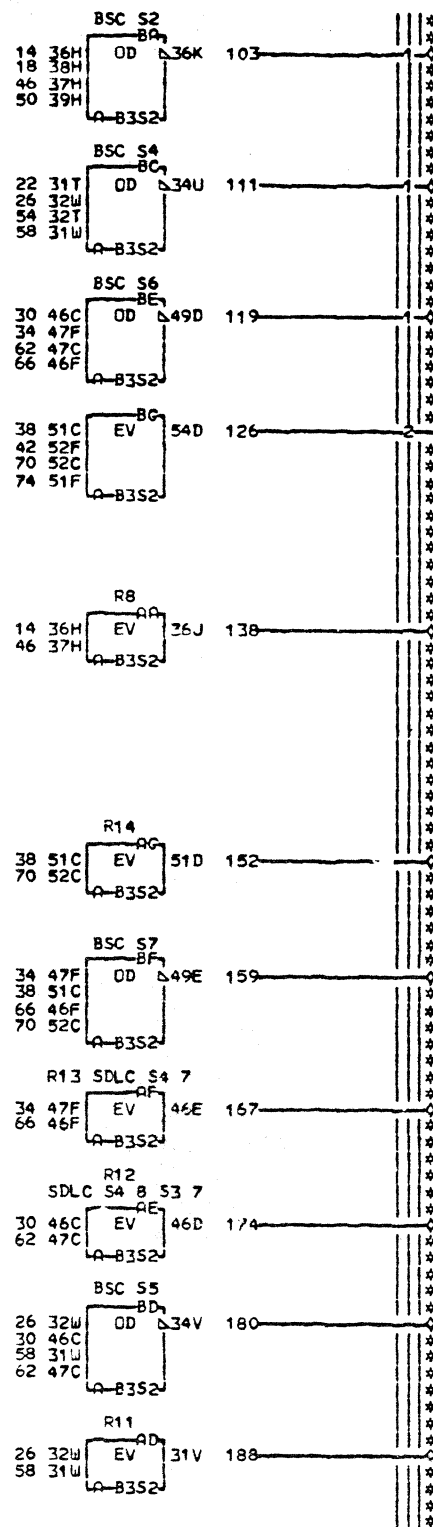 BSC S2
BA
14 36H OD 36K 103 1
18 38H
46 37H
50 39H
A B3S2
BSC S4
BC
22 31T OD 34U 111 1
26 32W
54 32T
58 31W
A B3S2
BSC S6
BE
30 46C OD 49D 119 1
34 47F
62 47C
66 46F
A B3S2
BG
38 51C EV 54D 126 2
42 52F
70 52C
74 51F
A B3S2
R8
AA
14 36H EV 36J 138
46 37H
A B3S2
R14
AG
38 51C EV 51D 152
70 52C
A B3S2
BSC S7
BF
34 47F OD 49E 159
38 51C
66 46F
70 52C
A B3S2
R13 SDLC S4 7
AF
34 47F EV 46E 167
66 46F
A B3S2
R12
SDLC S4 8 S3 7
AE
30 46C EV 46D 174
62 47C
A B3S2
BSC S5
BD
26 32W OD 34V 180
30 46C
58 31W
62 47C
A B3S2
R11
AD
26 32W EV 31V 188
58 31W
A B3S2